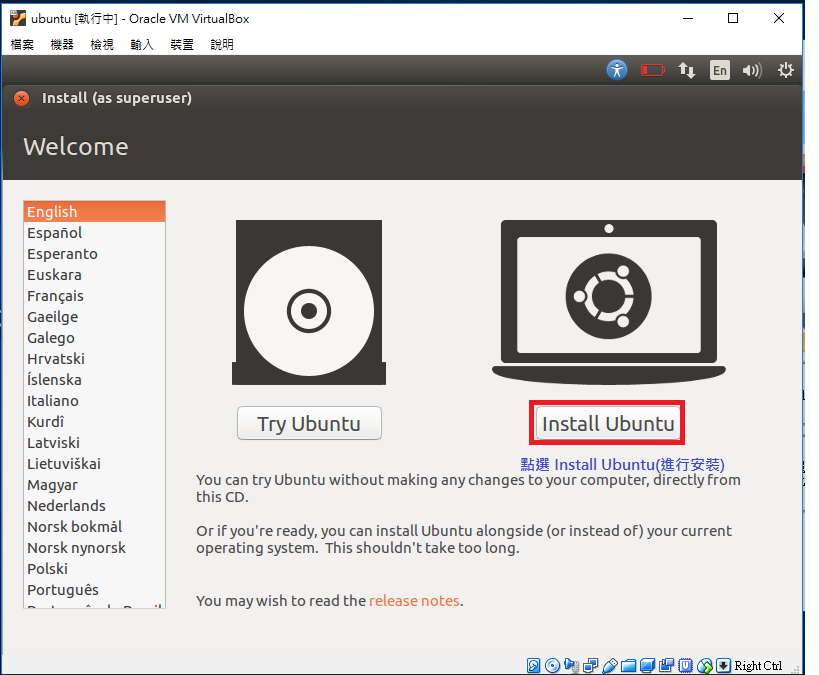 ubuntu [執行中] - Oracle VM VirtualBox
檔案 機器 檢視 輸入 裝置 說明
En
Install (as superuser)
Welcome
English
Español
Esperanto
Euskara
Français
Gaeilge
Galego
Hrvatski
Íslenska
Italiano
Kurdî
Latviski
Lietuviškai
Magyar
Nederlands
Norsk bokmål
Norsk nynorsk
Polski
Português
Try Ubuntu
Install Ubuntu
點選 Install Ubuntu(進行安裝)
You can try Ubuntu without making any changes to your computer, directly from
this CD.
Or if you're ready, you can install Ubuntu alongside (or instead of) your current
operating system. This shouldn't take too long.
You may wish to read the release notes.
Right Ctrl